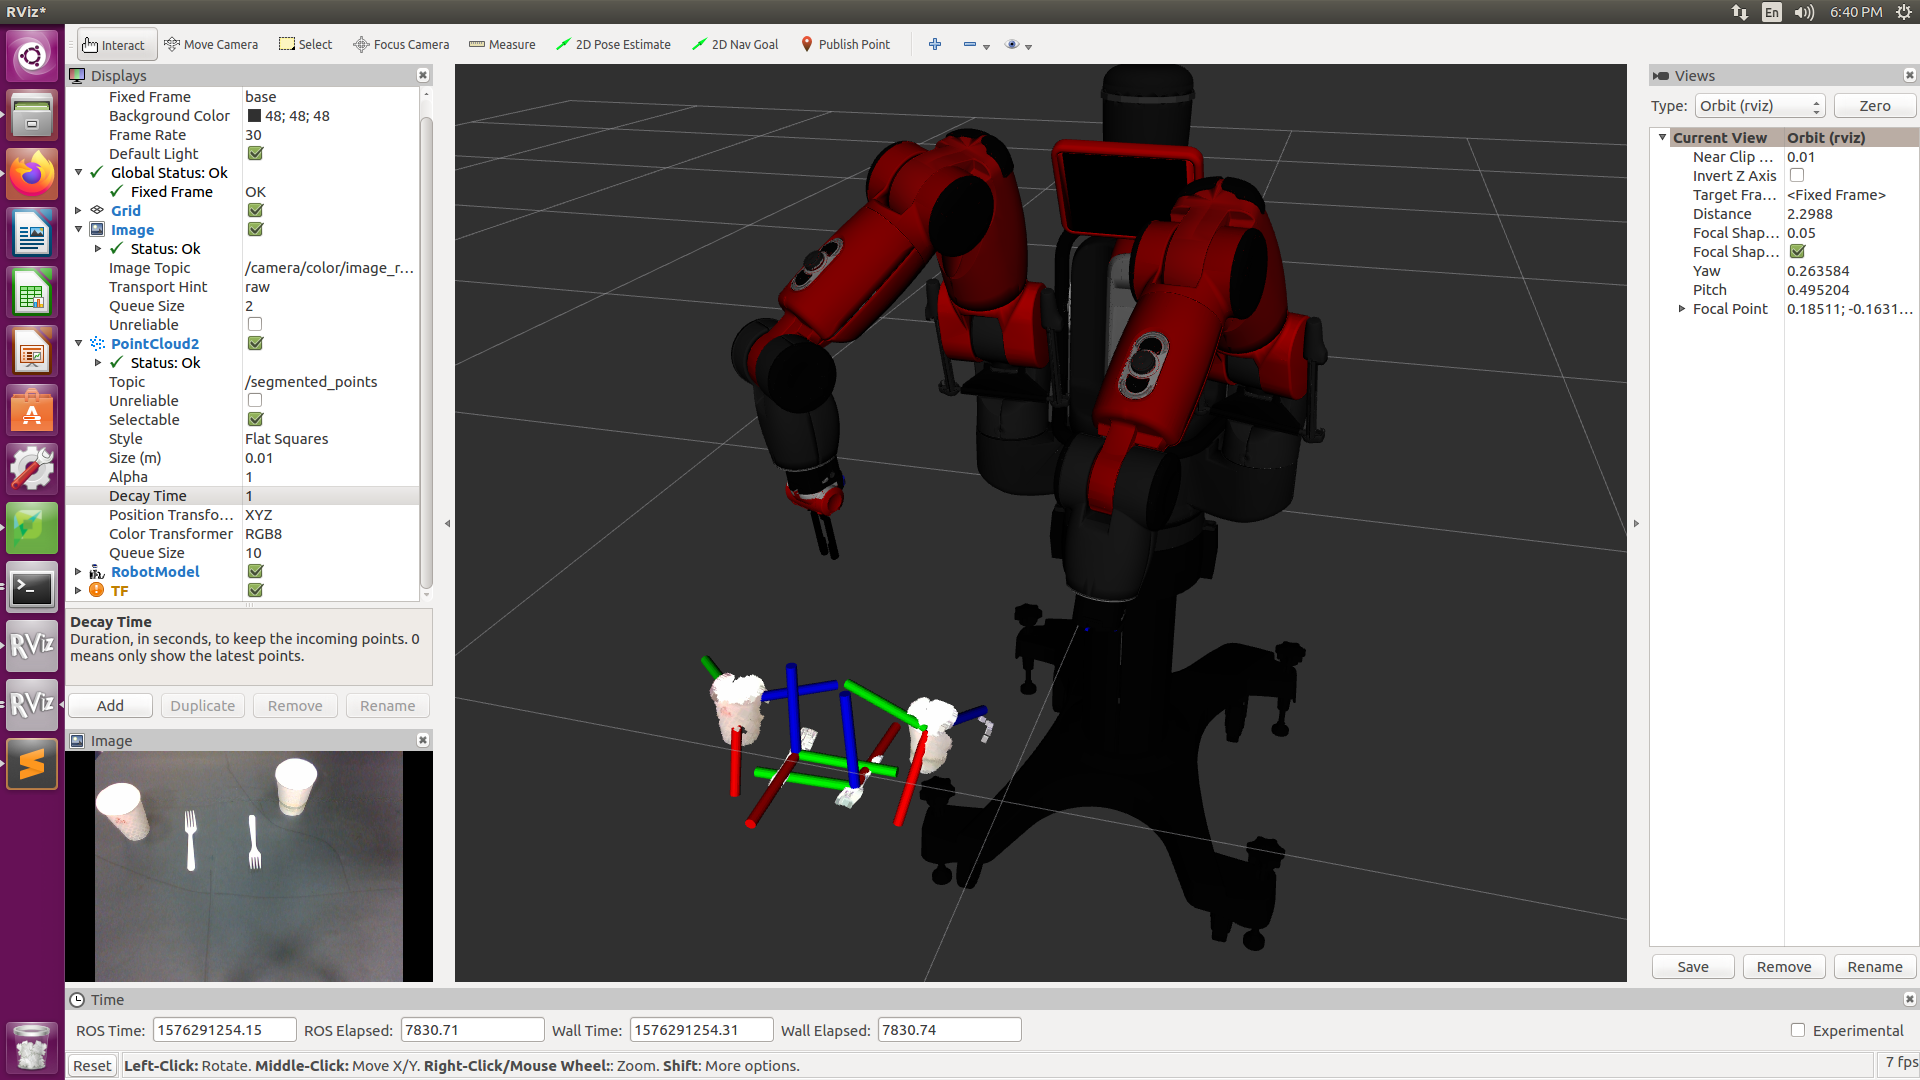 RViz*
En
6:40 PM
Interact
Move Camera
Select
Focus Camera
Measure
2D Pose Estimate
2D Nav Goal
Publish Point
Displays
Fixed Frame base
Background Color 48; 48; 48
Frame Rate 30
Default Light
Global Status: Ok
Fixed Frame OK
Grid
Image
Status: Ok
Image Topic /camera/color/image_r...
Transport Hint raw
Queue Size 2
Unreliable
PointCloud2
Status: Ok
Topic /segmented_points
Unreliable
Selectable
Style Flat Squares
Size (m) 0.01
Alpha 1
Decay Time 1
Position Transfo... XYZ
Color Transformer RGB8
Queue Size 10
RobotModel
TF
Decay Time
Duration, in seconds, to keep the incoming points. 0
means only show the latest points.
Add Duplicate Remove Rename
Image
RViz
RViz
Views
Type: Orbit (rviz) Zero
Current View Orbit (rviz)
Near Clip ... 0.01
Invert Z Axis
Target Fra... <Fixed Frame>
Distance 2.2988
Focal Shap... 0.05
Focal Shap...
Yaw 0.263584
Pitch 0.495204
Focal Point 0.18511; -0.1631...
Save Remove Rename
Time
ROS Time: 1576291254.15 ROS Elapsed: 7830.71 Wall Time: 1576291254.31 Wall Elapsed: 7830.74 Experimental
Reset Left-Click: Rotate. Middle-Click: Move X/Y. Right-Click/Mouse Wheel:: Zoom. Shift: More options. 7 fps